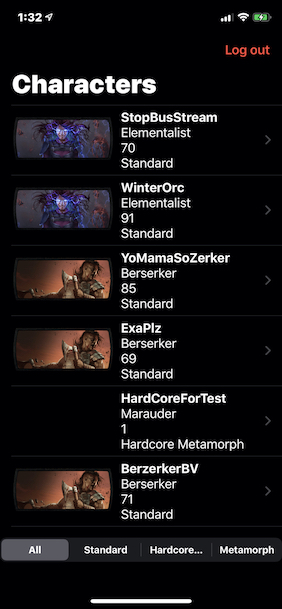 1:32
Log out
Characters
StopBusStream
Elementalist
70
Standard
WinterOrc
Elementalist
91
Standard
YoMamaSoZerker
Berserker
85
Standard
ExaPlz
Berserker
69
Standard
HardCoreForTest
Marauder
1
Hardcore Metamorph
BerzerkerBV
Berserker
71
Standard
All Standard Hardcore... Metamorph